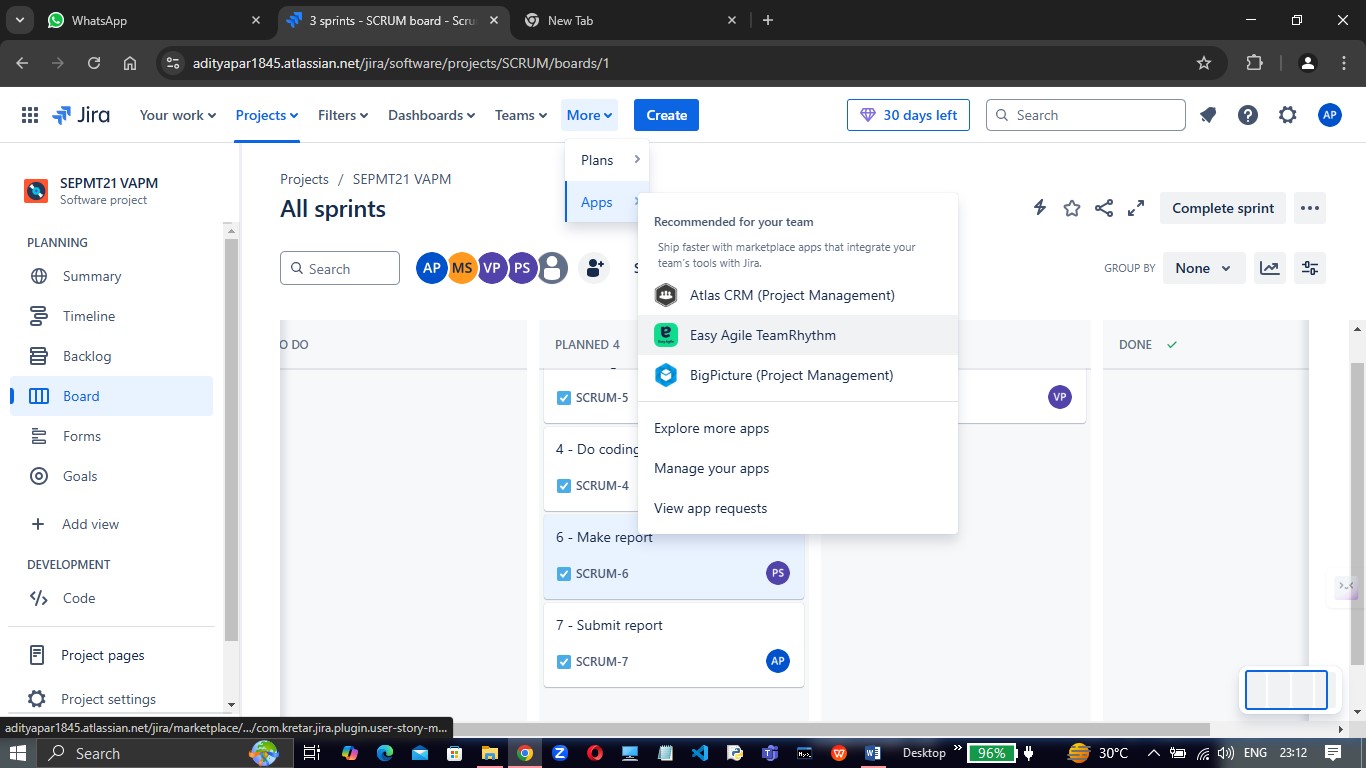 WhatsApp
3 sprints - SCRUM board - Scru
New Tab
adityapar1845.atlassian.net/jira/software/projects/SCRUM/boards/1
Jira
Your work
Projects
Filters
Dashboards
Teams
More
Create
30 days left
Search
AP
Plans
Apps
SEPMT21 VAPM
Software project
PLANNING
Summary
Timeline
Backlog
Board
Forms
Goals
Add view
DEVELOPMENT
Code
Project pages
Project settings
Projects / SEPMT21 VAPM
All sprints
Complete sprint
Search
AP MS VP PS
GROUP BY
None
Recommended for your team
Ship faster with marketplace apps that integrate your
team's tools with Jira.
Atlas CRM (Project Management)
Easy Agile TeamRhythm
BigPicture (Project Management)
Explore more apps
Manage your apps
View app requests
O DO
PLANNED 4
DONE
SCRUM-5
VP
4 - Do coding
SCRUM-4
6 - Make report
SCRUM-6
PS
7 - Submit report
SCRUM-7
AP
adityapar1845.atlassian.net/jira/marketplace/.../com.kretar.jira.plugin.user-story-m...
Search
Desktop
96%
30°C
ENG
23:12